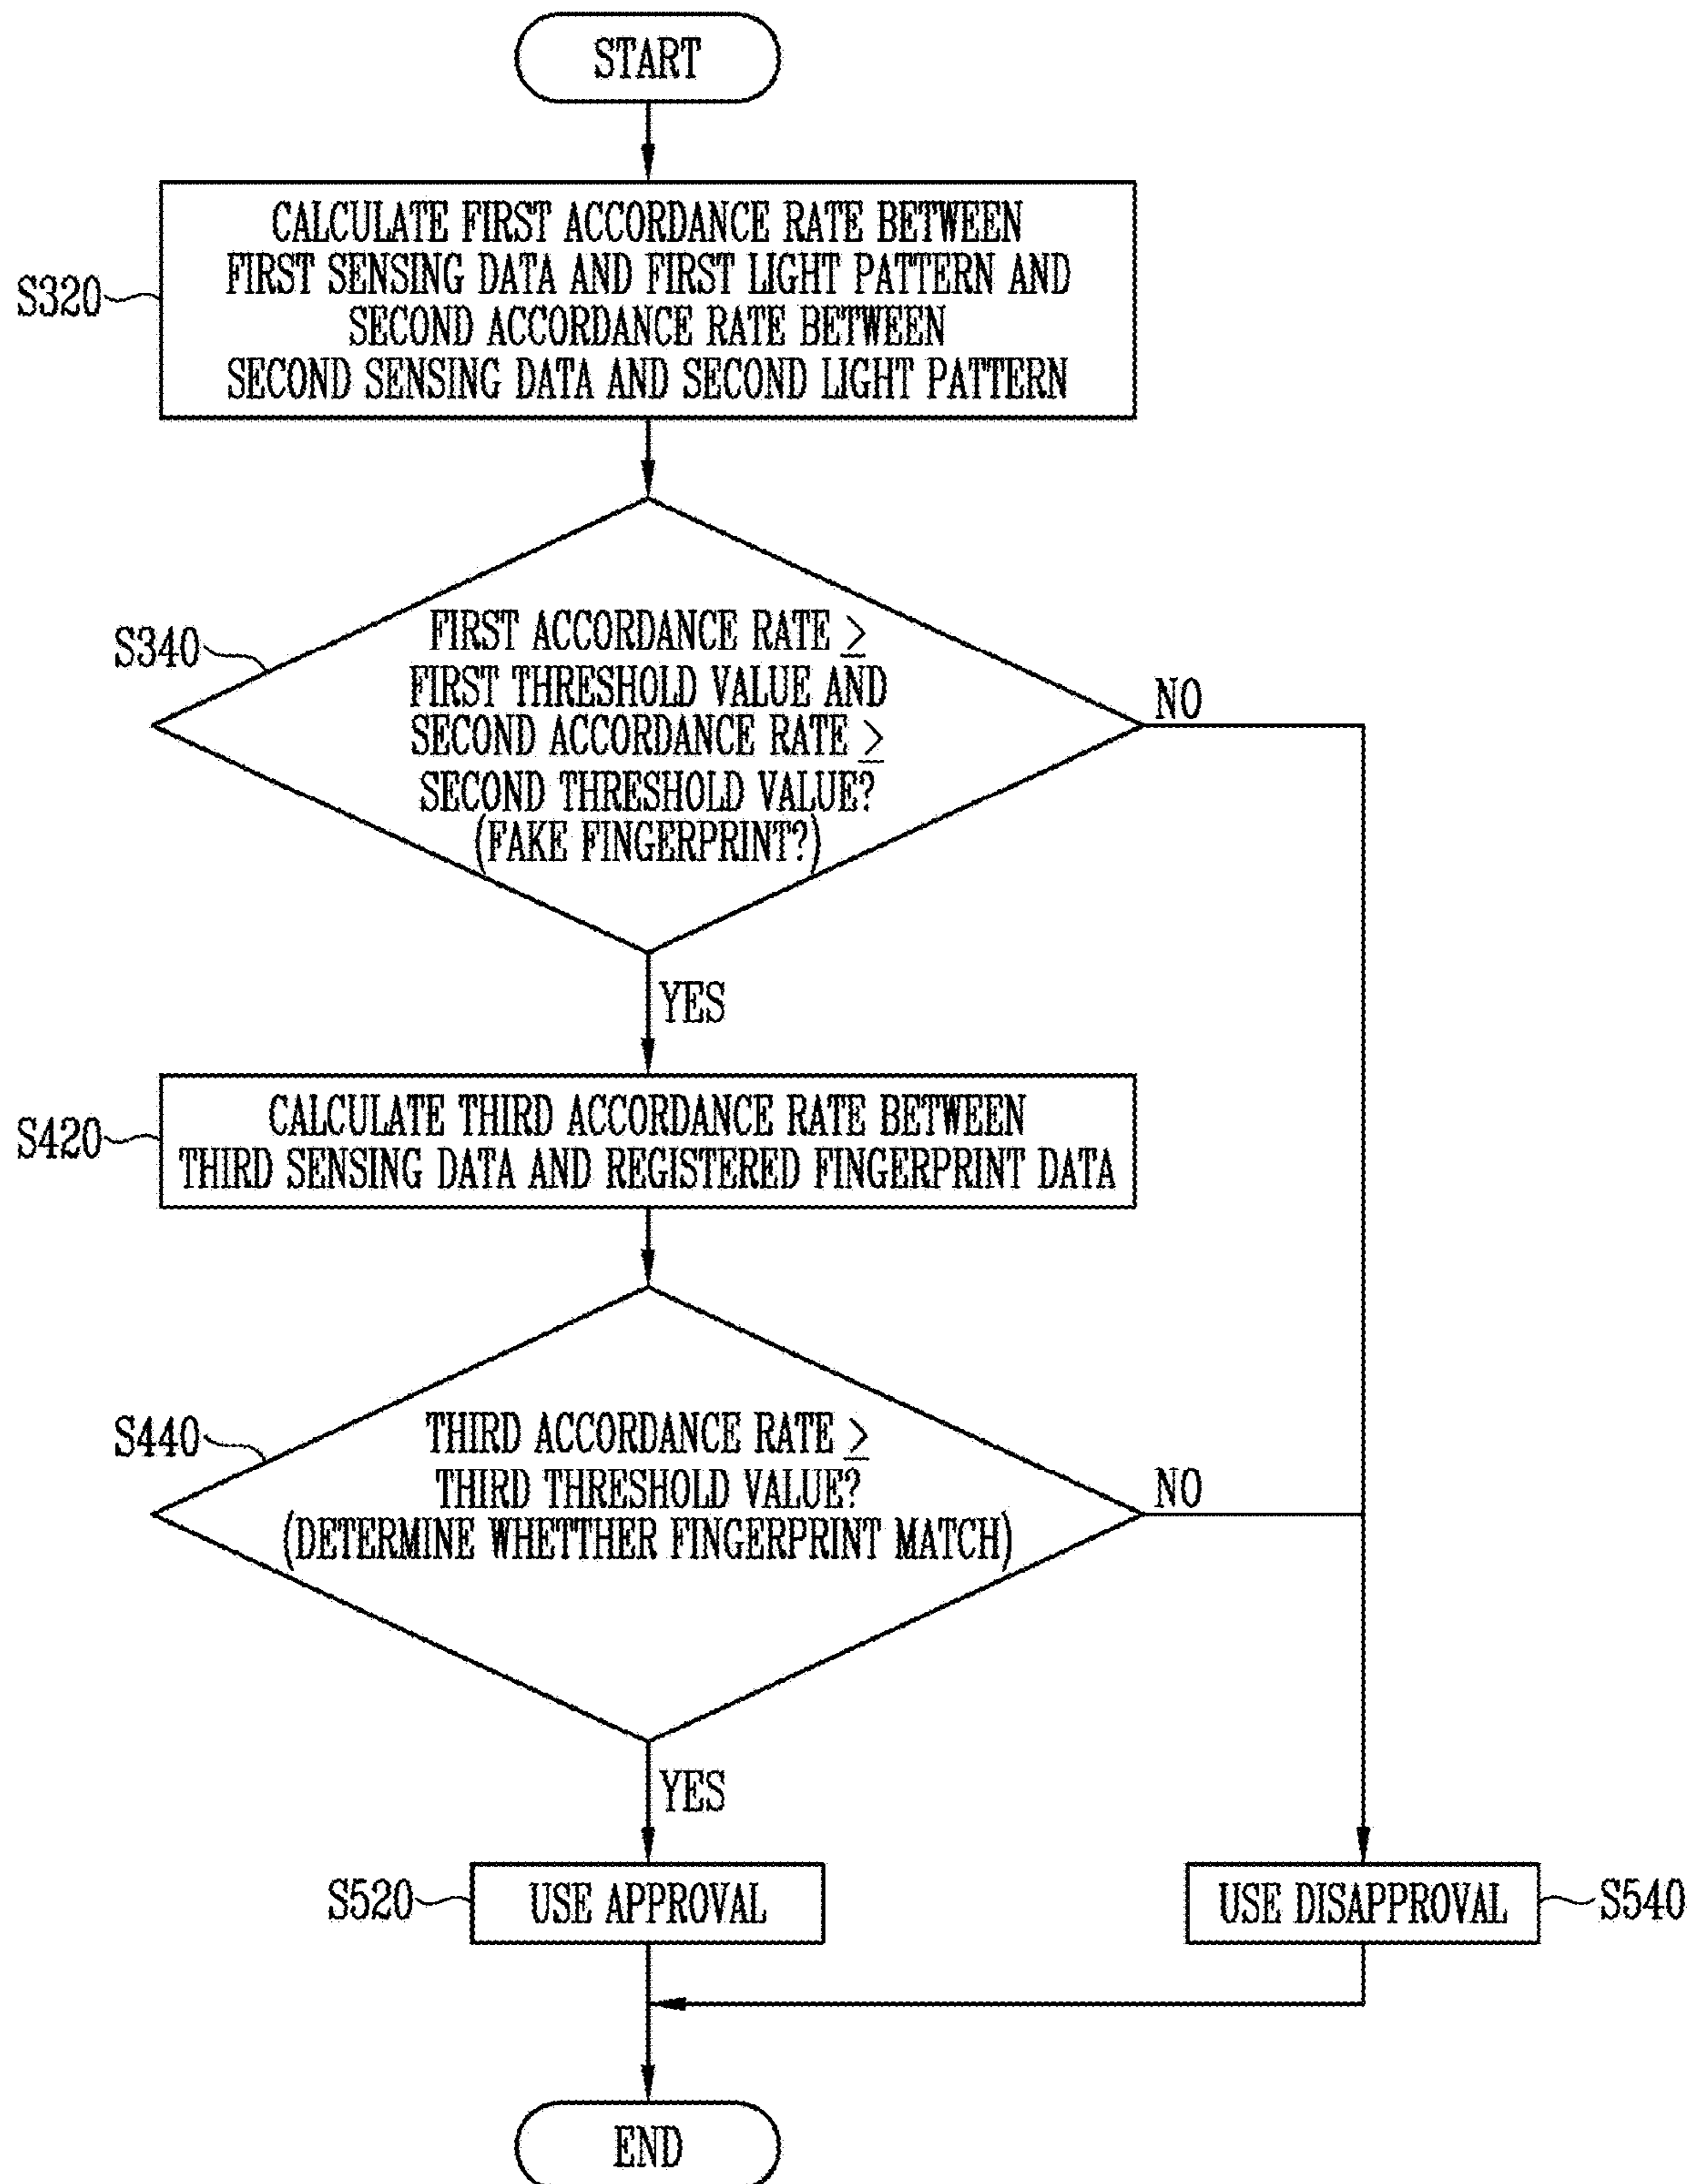 START
CALCULATE FIRST ACCORDANCE RATE BETWEEN
FIRST SENSING DATA AND FIRST LIGHT PATTERN AND
SECOND ACCORDANCE RATE BETWEEN
SECOND SENSING DATA AND SECOND LIGHT PATTERN
S320
FIRST ACCORDANCE RATE ≥
FIRST THRESHOLD VALUE AND
SECOND ACCORDANCE RATE ≥
SECOND THRESHOLD VALUE?
(FAKE FINGERPRINT?)
S340
NO
YES
CALCULATE THIRD ACCORDANCE RATE BETWEEN
THIRD SENSING DATA AND REGISTERED FINGERPRINT DATA
S420
THIRD ACCORDANCE RATE ≥
THIRD THRESHOLD VALUE?
(DETERMINE WHETTHER FINGERPRINT MATCH)
S440
NO
YES
S520
USE APPROVAL
USE DISAPPROVAL
S540
END